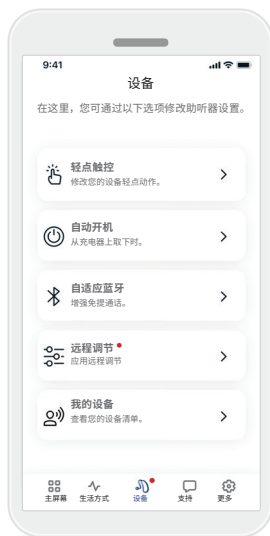 9:41
设备
在这里，您可通过以下选项修改助听器设置。
轻点触控
修改您的设备轻点动作。
自动开机
从充电器上取下时。
自适应蓝牙
增强免提通话。
远程调节
应用远程调节
我的设备
查看您的设备清单。
主屏幕 生活方式 设备 支持 更多